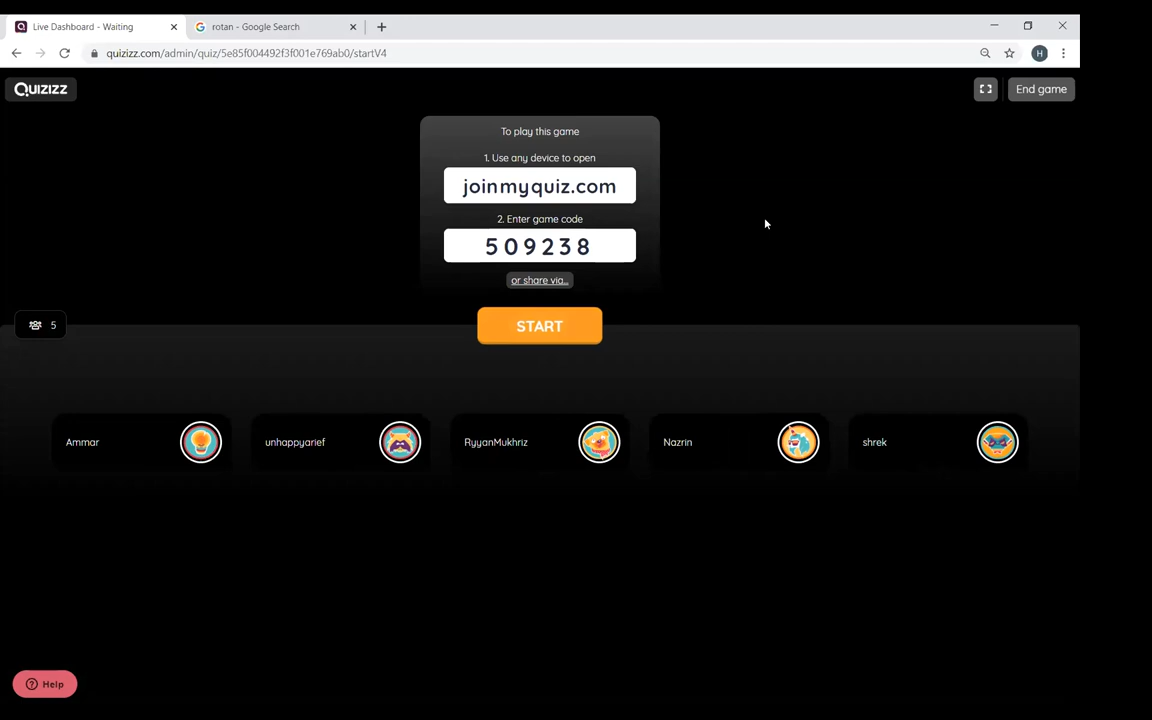 Live Dashboard - Waiting
rotan - Google Search
quizizz.com/admin/quiz/5e85f004492f3f001e769ab0/startV4
H
Quizizz
End game
To play this game
1. Use any device to open
joinmyquiz.com
2. Enter game code
509238
or share via...
START
5
Ammar
unhappyarief
RyyanMukhriz
Nazrin
shrek
Help